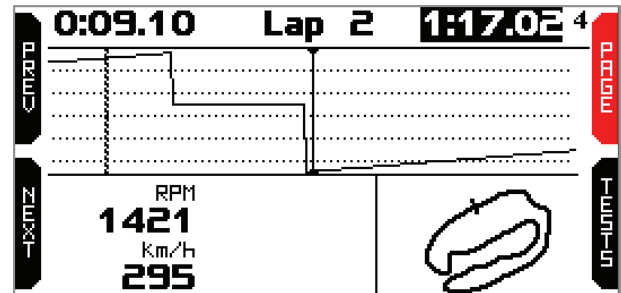 0:09.10 Lap 2 1:17.02 4
PREV
PAGE
NEXT
RPM
1421
Km/h
295
TESTS